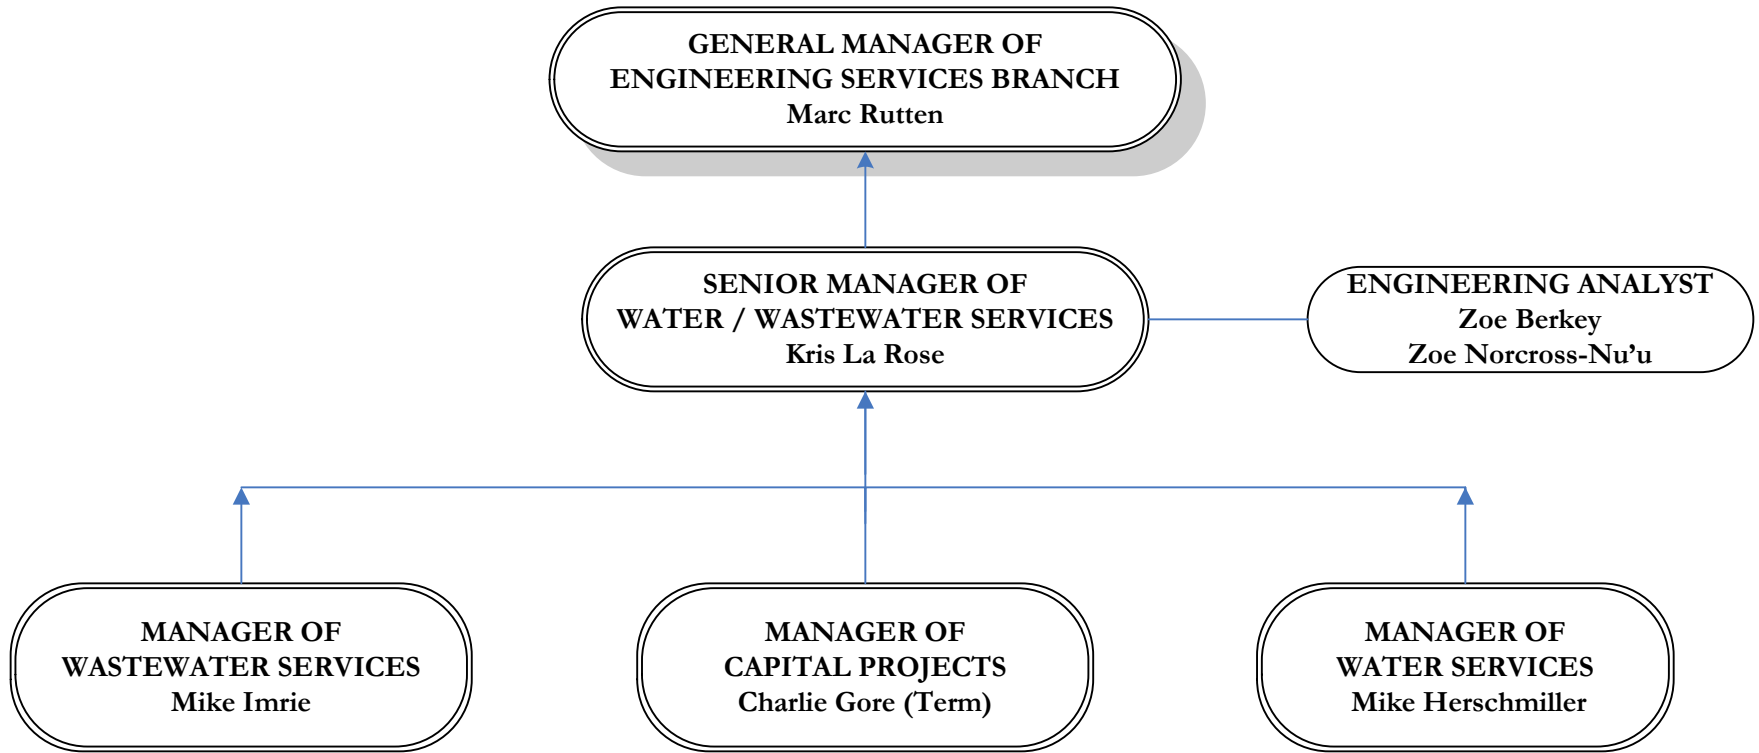 GENERAL MANAGER OF
ENGINEERING SERVICES BRANCH
Marc Rutten
SENIOR MANAGER OF
WATER / WASTEWATER SERVICES
Kris La Rose
ENGINEERING ANALYST
Zoe Berkey
Zoe Norcross-Nu’u
MANAGER OF
WASTEWATER SERVICES
Mike Imrie
MANAGER OF
CAPITAL PROJECTS
Charlie Gore (Term)
MANAGER OF
WATER SERVICES
Mike Herschmiller